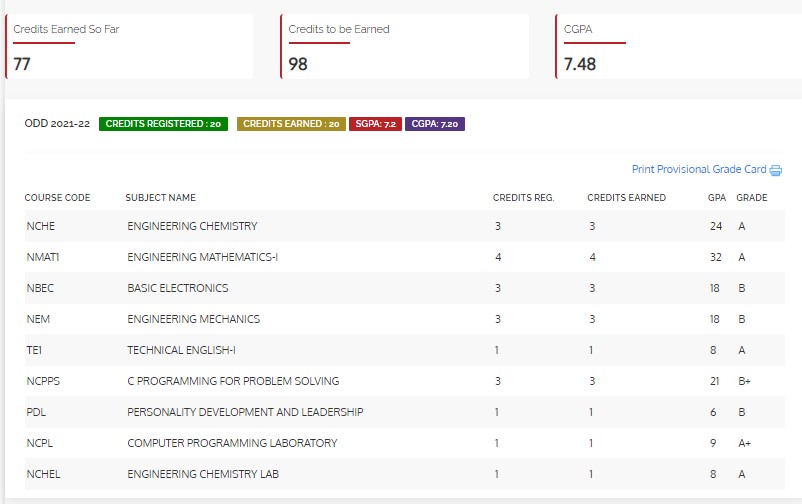 Credits Earned So Far Credits to be Earned CGPA
77 98 7.48
ODD 2021-22 CREDITS REGISTERED : 20 CREDITS EARNED : 20 SGPA: 7.2 CGPA: 7.20
Print Provisional Grade Card
COURSE CODE SUBJECT NAME CREDITS REG. CREDITS EARNED GPA GRADE
NCHE ENGINEERING CHEMISTRY 3 3 24 A
NMAT1 ENGINEERING MATHEMATICS-I 4 4 32 A
NBEC BASIC ELECTRONICS 3 3 18 B
NEM ENGINEERING MECHANICS 3 3 18 B
TE1 TECHNICAL ENGLISH-I 1 1 8 A
NCPPS C PROGRAMMING FOR PROBLEM SOLVING 3 3 21 B+
PDL PERSONALITY DEVELOPMENT AND LEADERSHIP 1 1 6 B
NCPL COMPUTER PROGRAMMING LABORATORY 1 1 9 A+
NCHEL ENGINEERING CHEMISTRY LAB 1 1 8 A